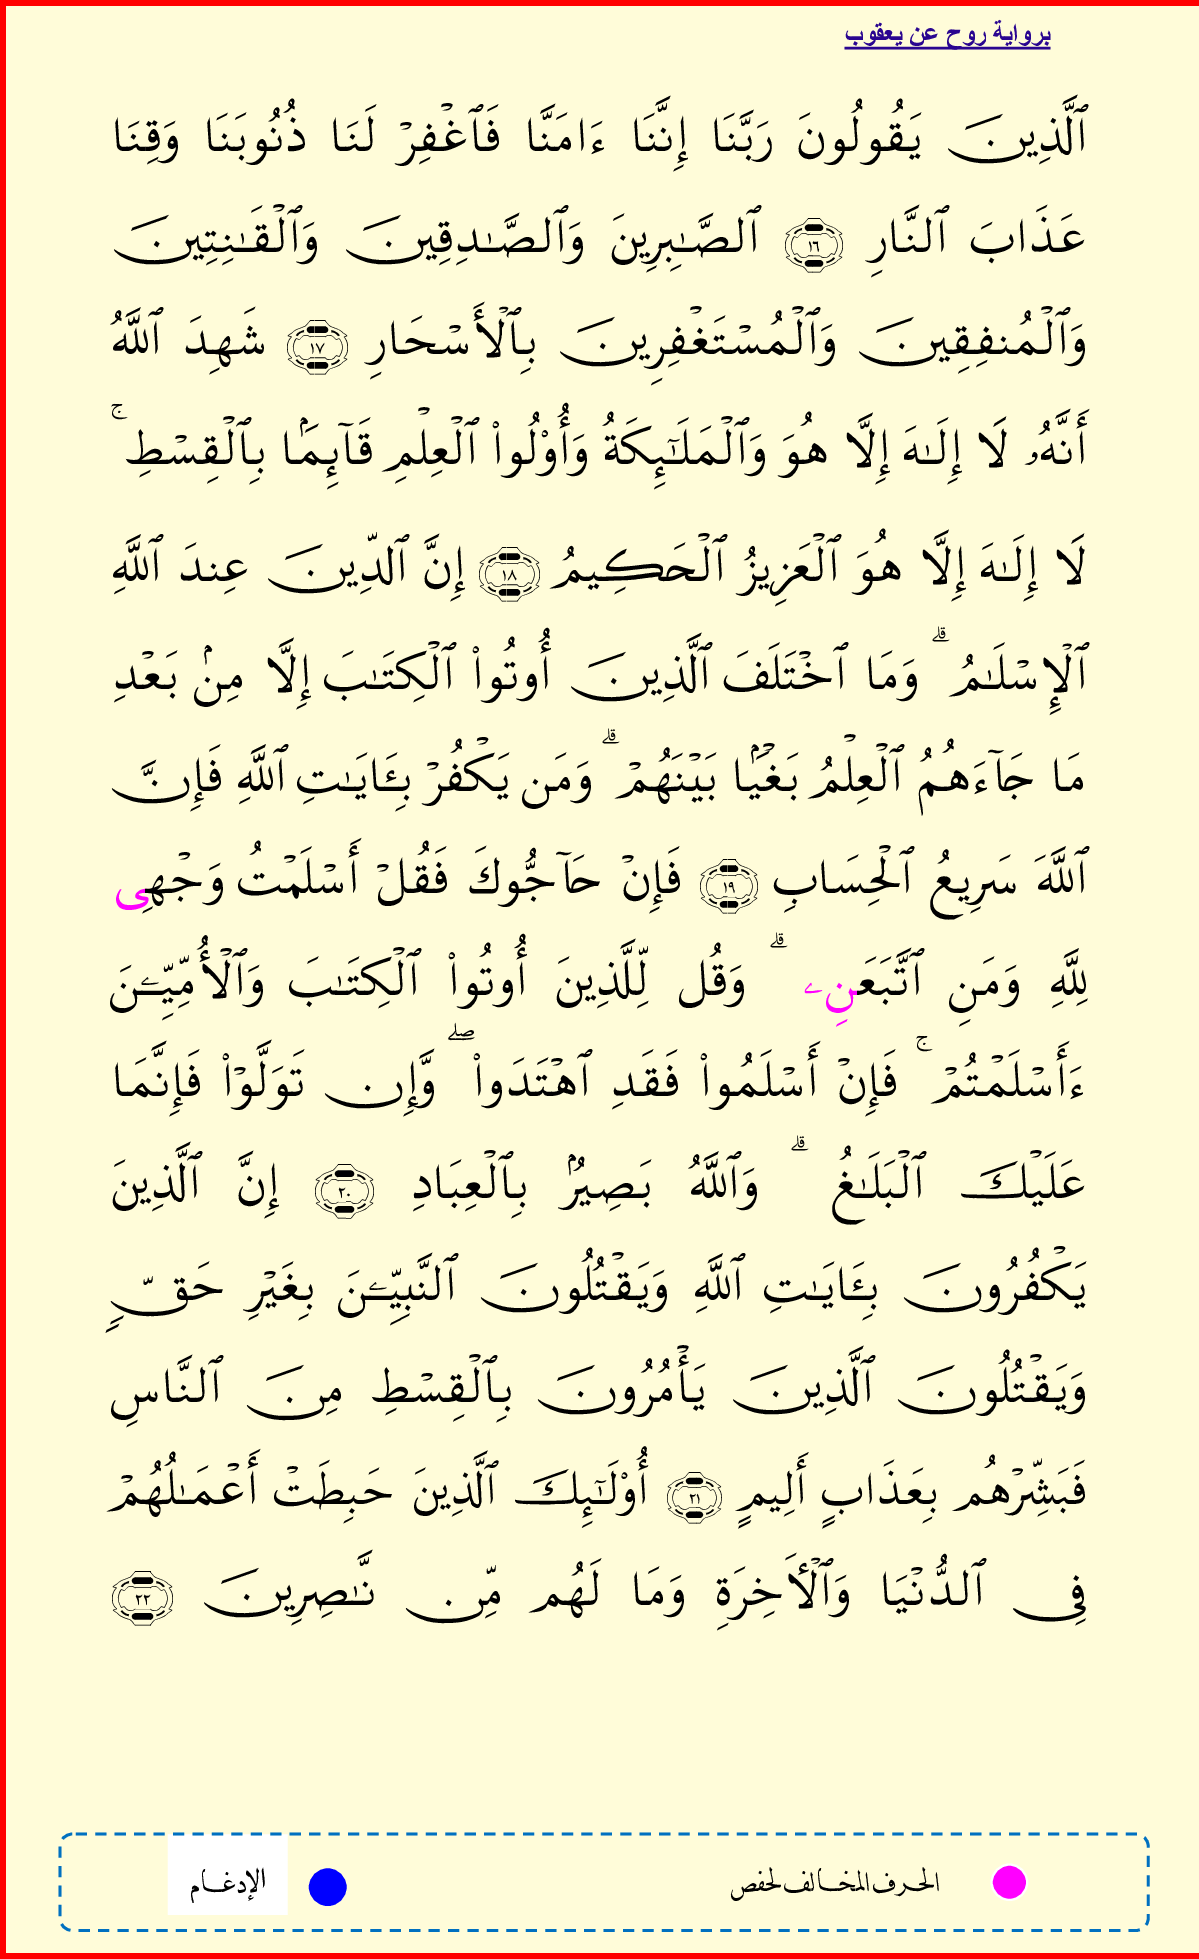 برواية روح عن يعقوب
ٱلَّذِينَ يَقُولُونَ رَبَّنَا إِنَّنَا ءَامَنَّا فَٱغْفِرْ لَنَا ذُنُوبَنَا وَقِنَا
عَذَابَ ٱلنَّارِ ١٦ ٱلصَّـٰبِرِينَ وَٱلصَّـٰدِقِينَ وَٱلْقَـٰنِتِينَ
وَٱلْمُنفِقِينَ وَٱلْمُسْتَغْفِرِينَ بِٱلْأَسْحَارِ ١٧ شَهِدَ ٱللَّهُ
أَنَّهُۥ لَا إِلَـٰهَ إِلَّا هُوَ وَٱلْمَلَـٰٓئِكَةُ وَأُو۟لُوا۟ ٱلْعِلْمِ قَآئِمًۢا بِٱلْقِسْطِ ۚ
لَا إِلَـٰهَ إِلَّا هُوَ ٱلْعَزِيزُ ٱلْحَكِيمُ ١٨ إِنَّ ٱلدِّينَ عِندَ ٱللَّهِ
ٱلْإِسْلَـٰمُ ۗ وَمَا ٱخْتَلَفَ ٱلَّذِينَ أُوتُوا۟ ٱلْكِتَـٰبَ إِلَّا مِنۢ بَعْدِ
مَا جَآءَهُمُ ٱلْعِلْمُ بَغْيًۢا بَيْنَهُمْ ۗ وَمَن يَكْفُرْ بِـَٔايَـٰتِ ٱللَّهِ فَإِنَّ
ٱللَّهَ سَرِيعُ ٱلْحِسَابِ ١٩ فَإِنْ حَآجُّوكَ فَقُلْ أَسْلَمْتُ وَجْهِى
لِلَّهِ وَمَنِ ٱتَّبَعَنِۦ ۗ وَقُل لِّلَّذِينَ أُوتُوا۟ ٱلْكِتَـٰبَ وَٱلْأُمِّيِّـۧنَ
ءَأَسْلَمْتُمْ ۚ فَإِنْ أَسْلَمُوا۟ فَقَدِ ٱهْتَدَوا۟ ۖ وَّإِن تَوَلَّوْا۟ فَإِنَّمَا
عَلَيْكَ ٱلْبَلَـٰغُ ۗ وَٱللَّهُ بَصِيرٌۢ بِٱلْعِبَادِ ٢٠ إِنَّ ٱلَّذِينَ
يَكْفُرُونَ بِـَٔايَـٰتِ ٱللَّهِ وَيَقْتُلُونَ ٱلنَّبِيِّـۧنَ بِغَيْرِ حَقٍّ
وَيَقْتُلُونَ ٱلَّذِينَ يَأْمُرُونَ بِٱلْقِسْطِ مِنَ ٱلنَّاسِ
فَبَشِّرْهُم بِعَذَابٍ أَلِيمٍ ٢١ أُو۟لَـٰٓئِكَ ٱلَّذِينَ حَبِطَتْ أَعْمَـٰلُهُمْ
فِى ٱلدُّنْيَا وَٱلْأَخِرَةِ وَمَا لَهُم مِّن نَّـٰصِرِينَ ٢٢
الحرف المخالف لحفص الإدغام